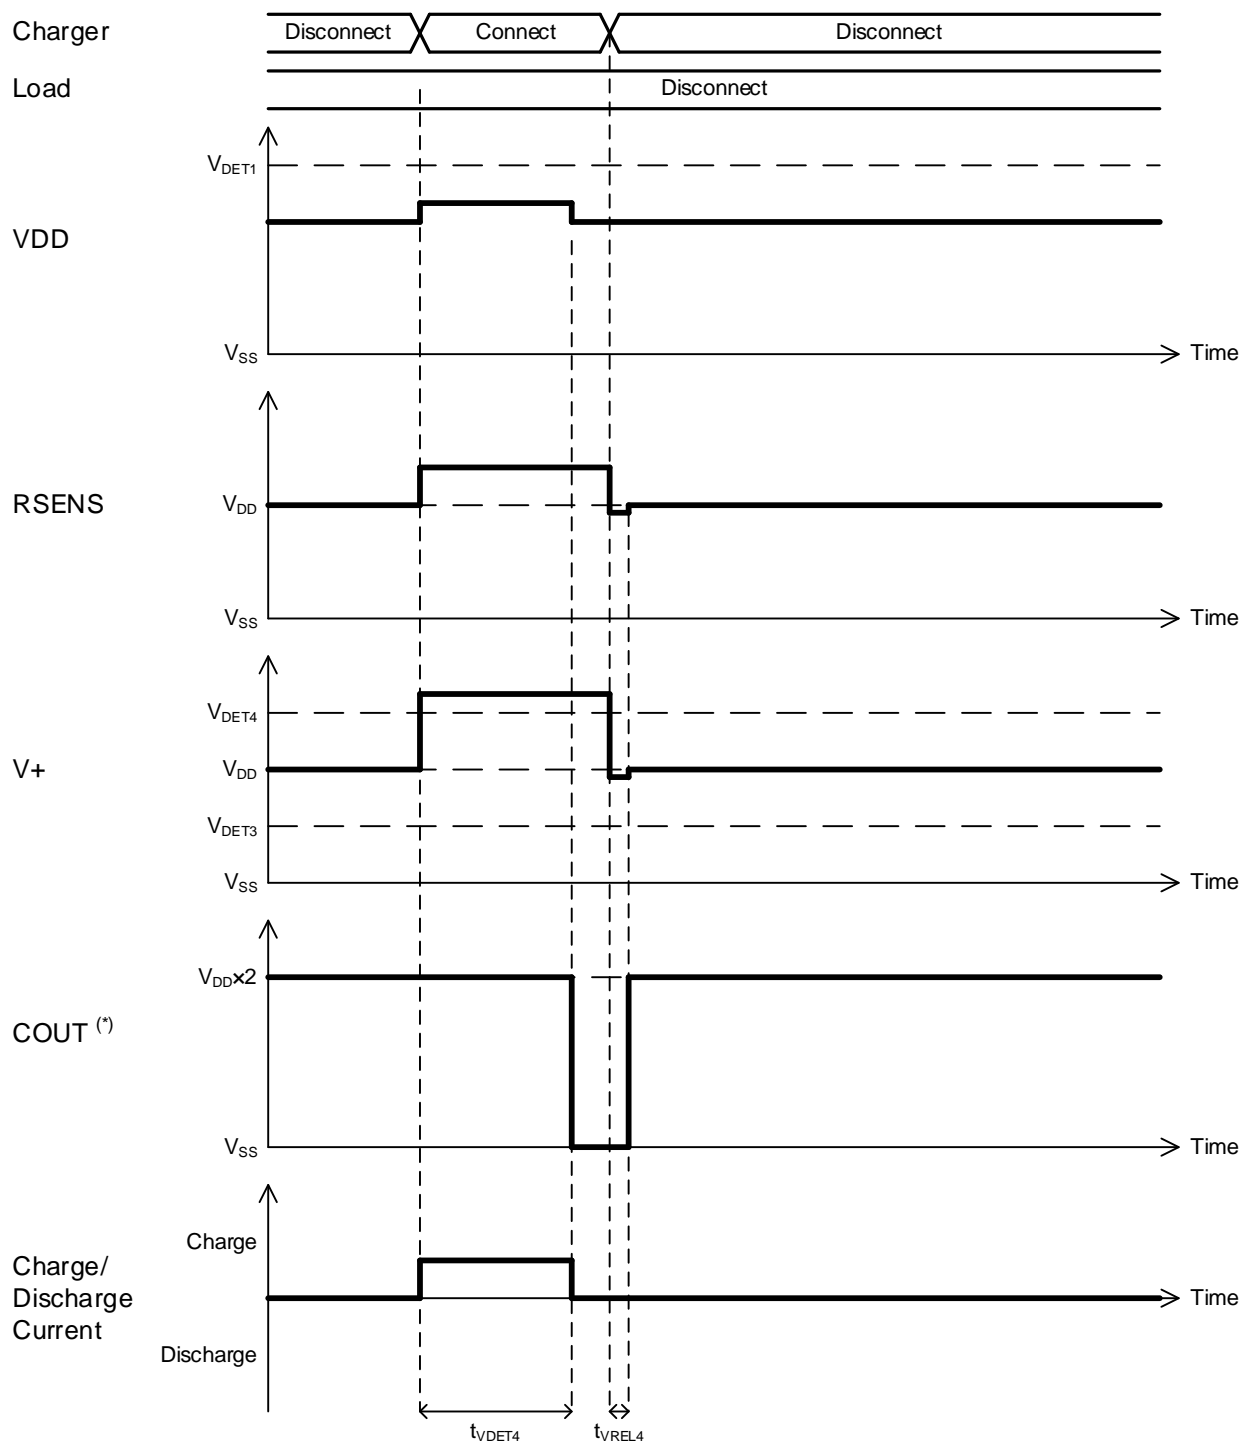 Charger
Disconnect Connect Disconnect
Load
Disconnect
VDET1
VDD
VSS
Time
RSENS
VDD
VSS
Time
VDET4
V+
VDD
VDET3
VSS
Time
VDD×2
COUT (*)
VSS
Time
Charge
Charge/
Discharge
Current
Time
Discharge
tVDET4 tVREL4